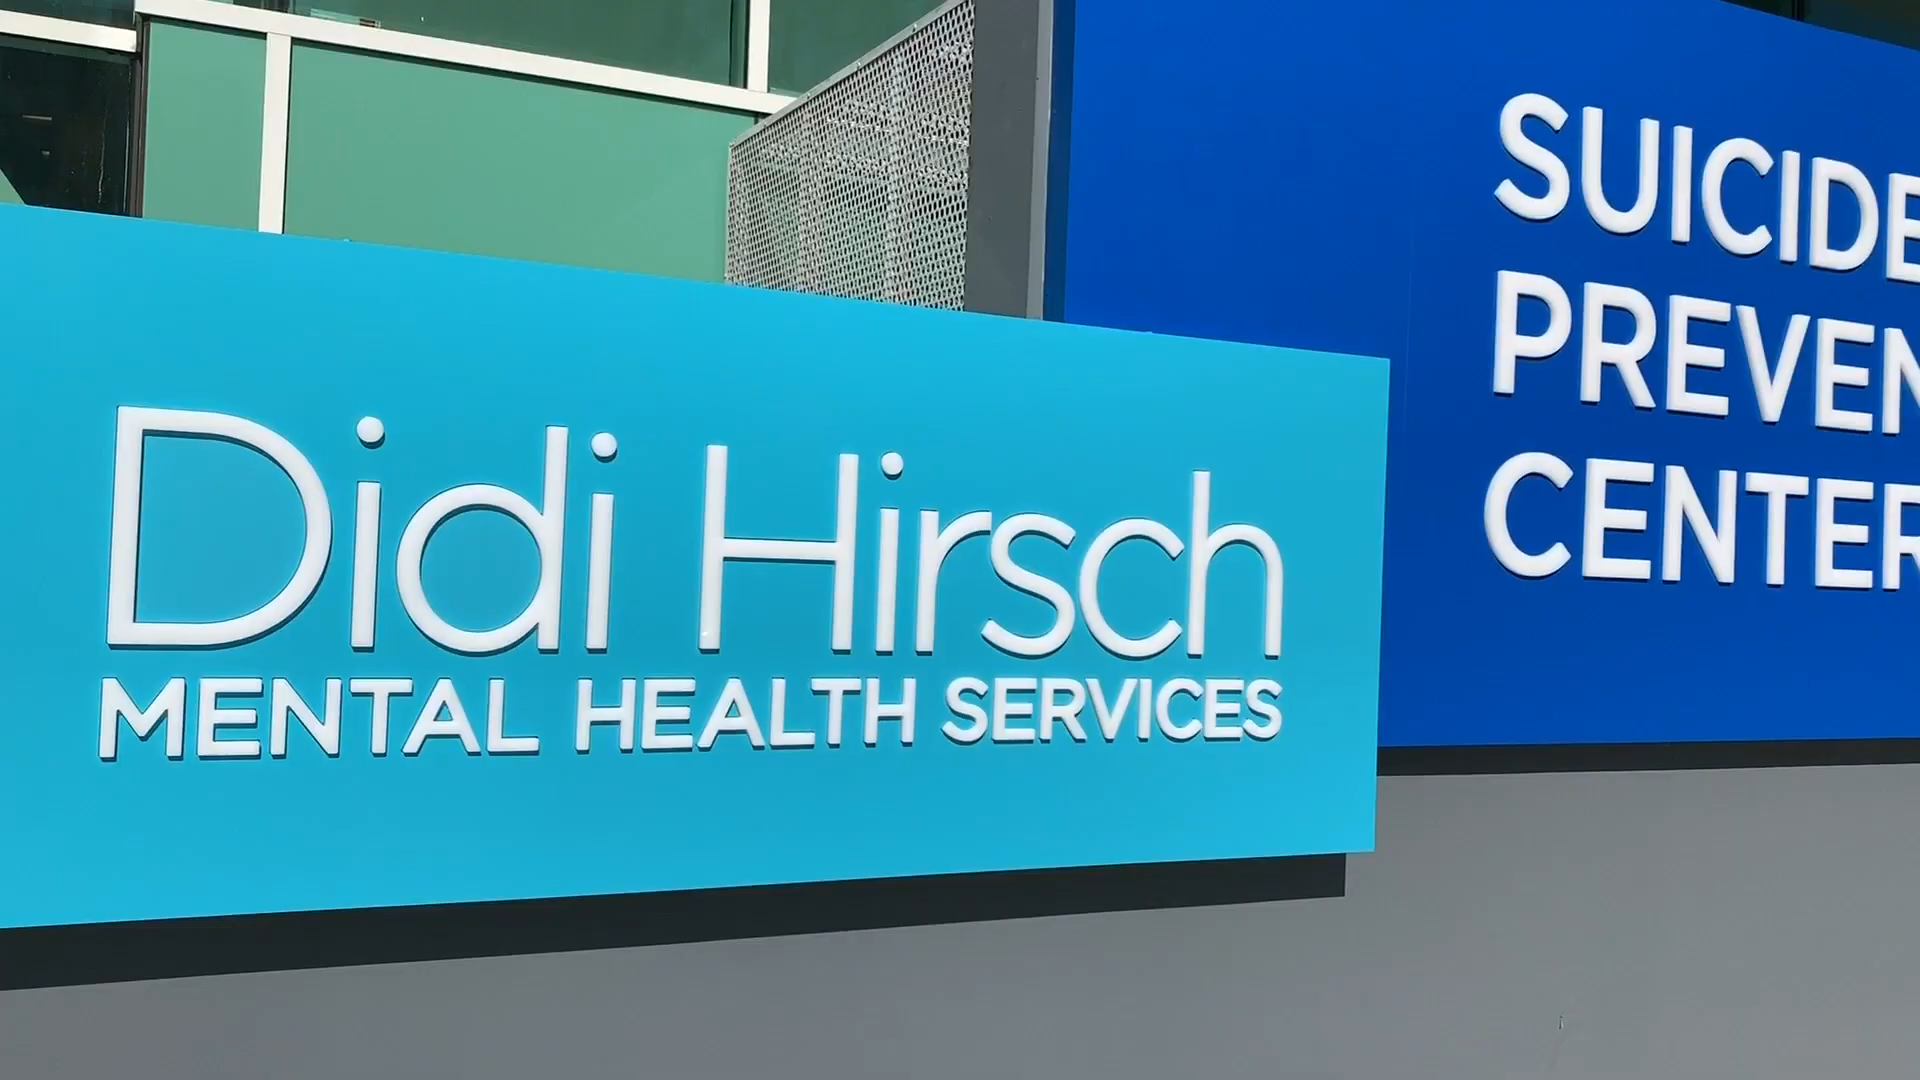 Didi Hirsch
MENTAL HEALTH SERVICES
SUICIDE
PREVEN
CENTER